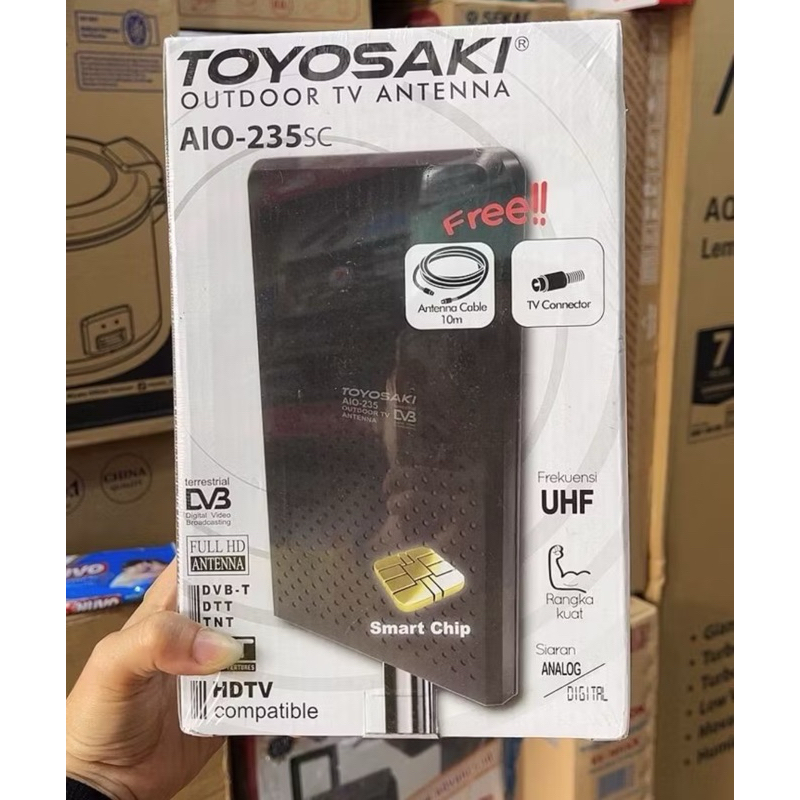 TOYOSAKI®
OUTDOOR TV ANTENNA
AIO-235SC
Free!!
Antenna Cable
10m
TV Connector
TOYOSAKI
AIO-235
OUTDOOR TV
ANTENNA
DVB
terrestrial
DVB
Digital Video
Broadcasting
FULL HD
ANTENNA
DVB-T
DTT
TNT
HDTV
compatible
Smart Chip
Frekuensi
UHF
Rangka
kuat
Siaran
ANALOG
DIGITAL
CHINA